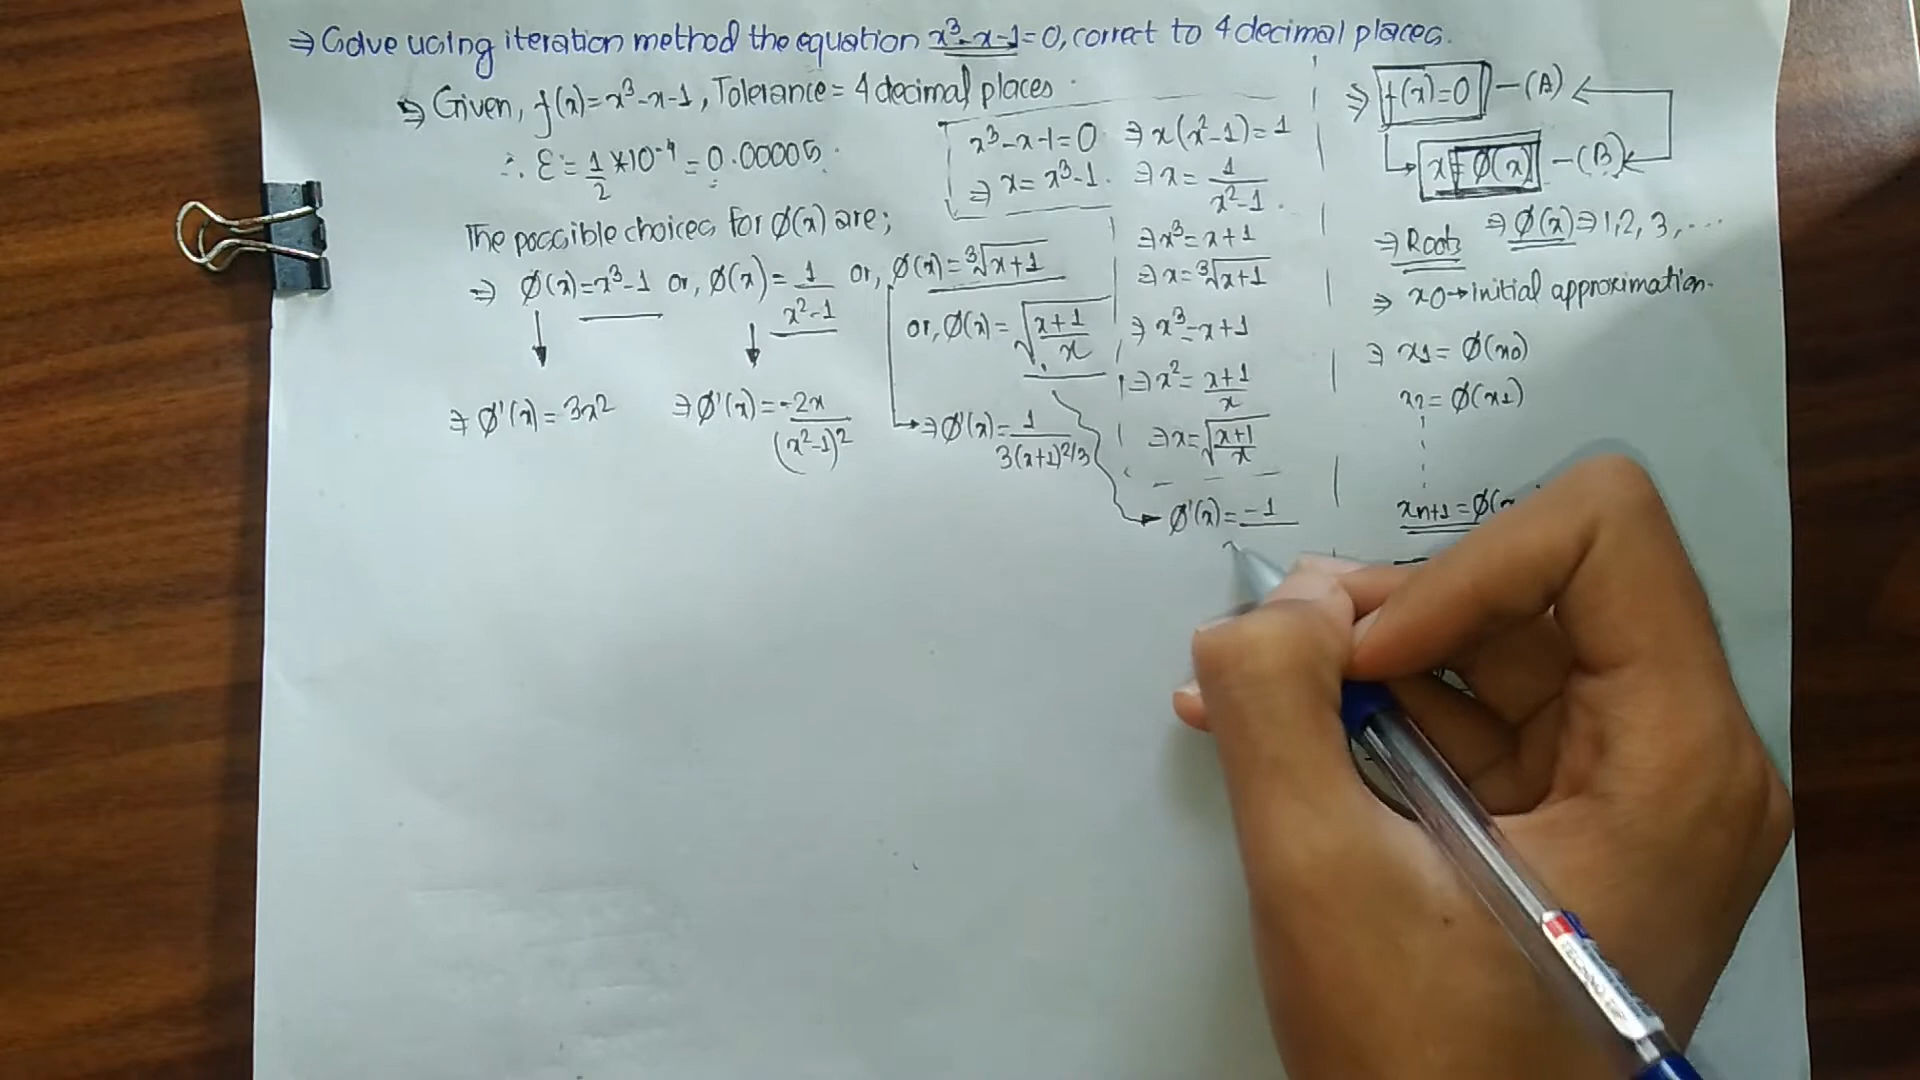 ⇒ Solve using iteration method the equation x³-x-1=0, correct to 4 decimal places.
⇒ Given, f(x)=x³-x-1, Tolerance = 4 decimal places
∴ ε = 1/2 *10⁻⁴ = 0.00005
The possible choices for ø(x) are;
⇒ ø(x)=x³-1 or, ø(x)= 1/(x²-1) or, ø(x)=∛(x+1)
or, ø(x)=√((x+1)/x)
⇒ ø'(x)=3x²
⇒ ø'(x)= -2x/(x²-1)²
⇒ ø'(x)= 1/(3(x+1)^2/3)
ø'(x)= -1
x³-x-1=0 ⇒ x(x²-1)=1
⇒ x= x³-1. ⇒ x= 1/(x²-1).
⇒ x³=x+1
⇒ x=∛(x+1)
⇒ x³=x+1
⇒ x²= (x+1)/x
⇒ x=√((x+1)/x)
⇒ f(x)=0 -(A)
x=ø(x) -(B)
⇒ Roots ⇒ ø(x)⇒1,2,3,...
⇒ x0→initial approximation.
⇒ x1= ø(x0)
x2= ø(x1)
xn+1=ø(